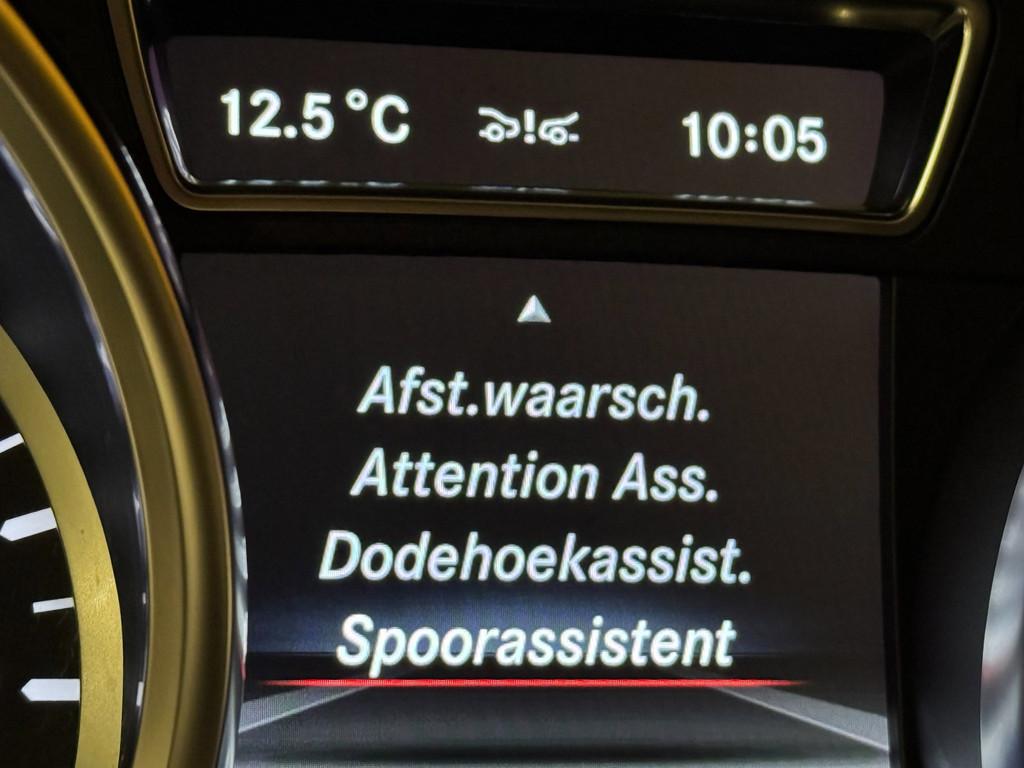 12.5°C 10:05
Afst.waarsch.
Attention Ass.
Dodehoekassist.
Spoorassistent